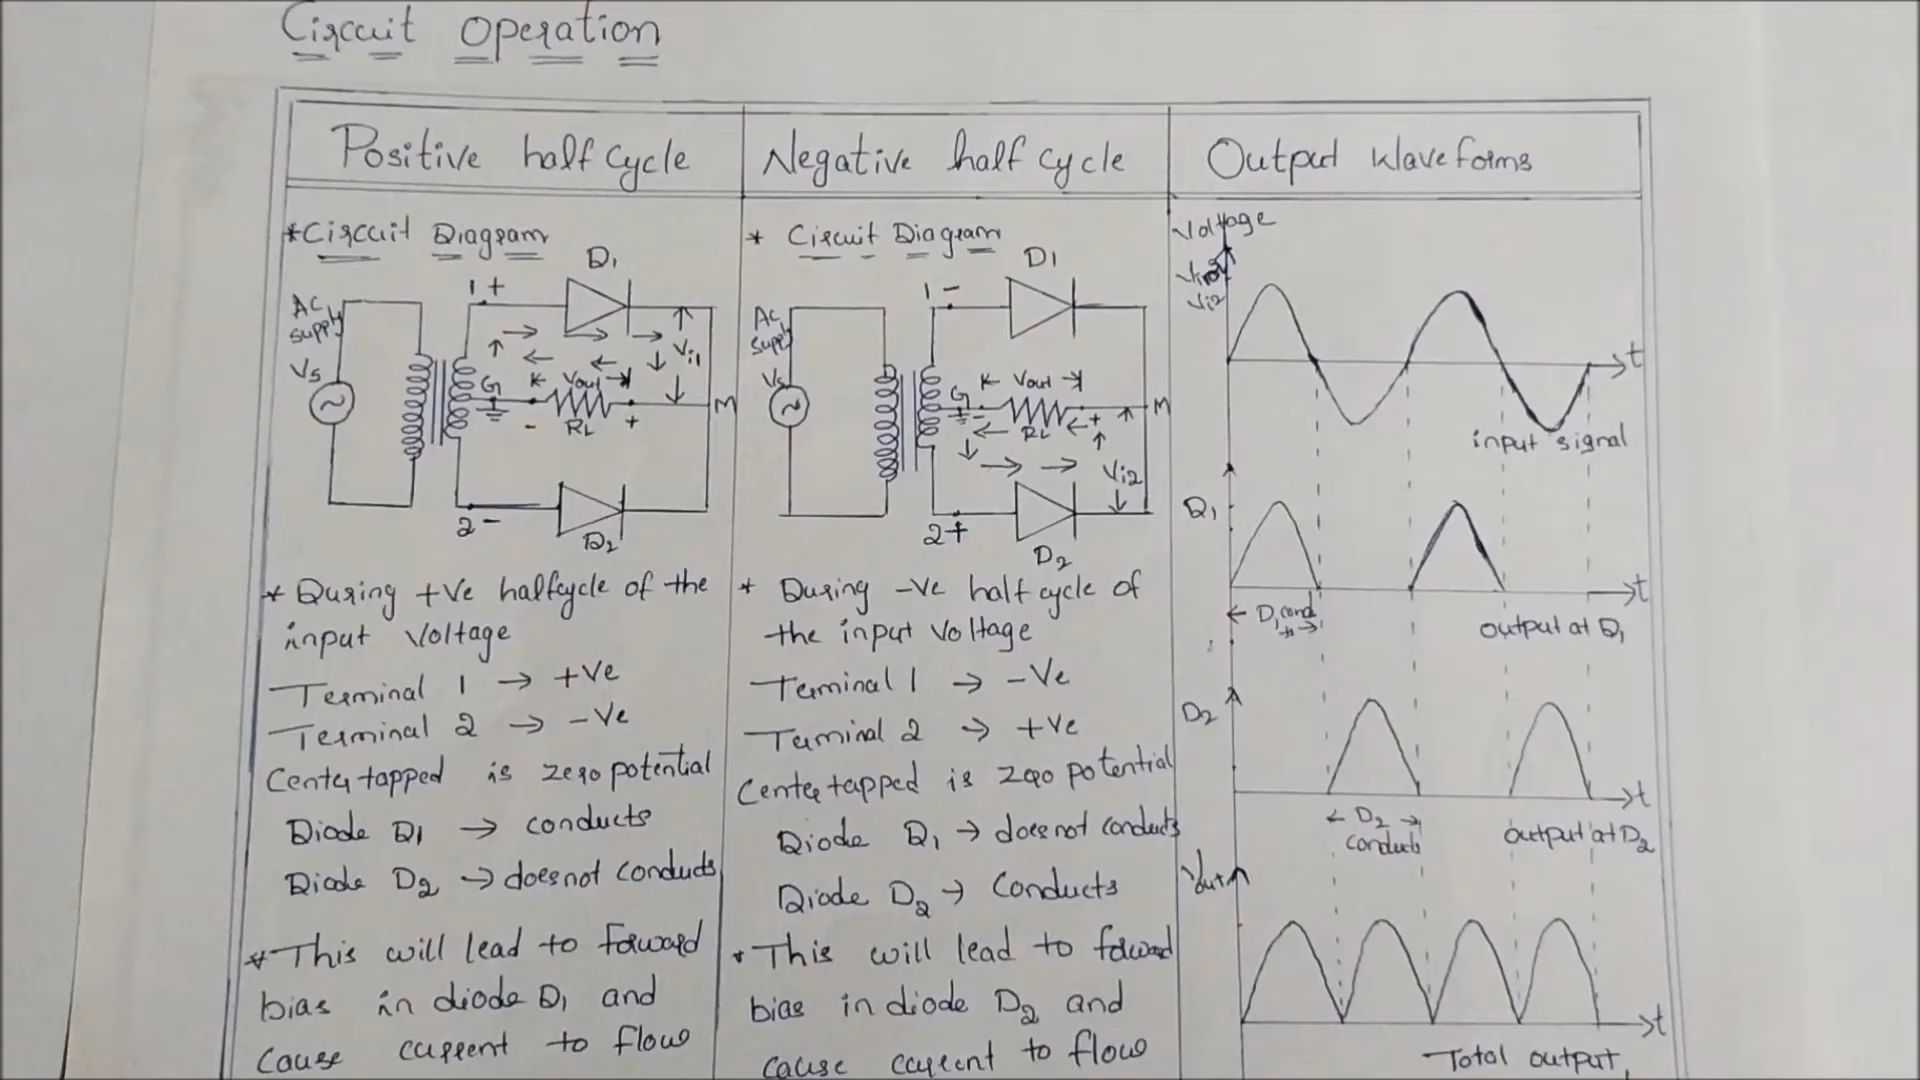 Circuit Operation
Positive half cycle
Negative half cycle
Output Waveforms
*Circuit Diagram
D1
1 +
AC
supply
Vs
Vi1
G
Vout
M
- RL +
2 -
D2
* During +ve halfcycle of the
input Voltage
Terminal 1 → +Ve
Terminal 2 → -Ve
Center tapped is zero potential
Diode D1 → conducts
Diode D2 → does not conducts
* This will lead to forward
bias in diode D1 and
cause current to flow
* Circuit Diagram
D1
1 -
AC
supply
Vs
G
Vout
M
- RL +
Vi2
2+
D2
* During -Ve half cycle of
the input Voltage
Terminal 1 → -Ve
Terminal 2 → +Ve
Center tapped is zero potential
Diode D1 → does not conducts
Diode D2 → Conducts
* This will lead to forward
bias in diode D2 and
cause current to flow
Voltage
Vi2
t
input signal
D1
t
← D1 cond
output at D1
D2
t
← D2 →
conducts
output at D2
Vout
t
Total output